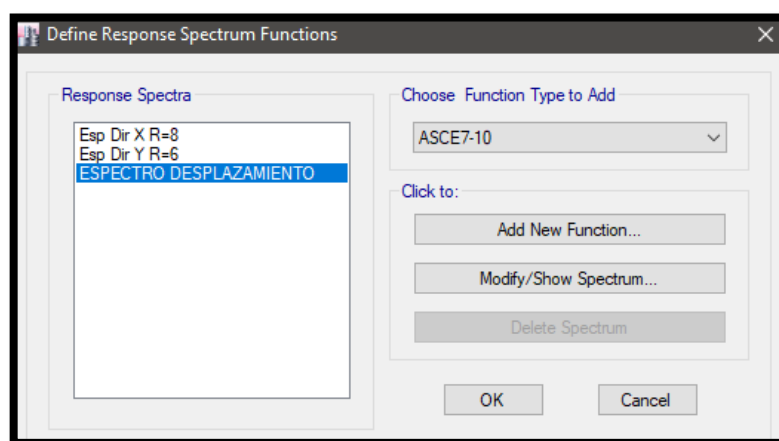 Define Response Spectrum Functions
Response Spectra
Esp Dir X R=8
Esp Dir Y R=6
ESPECTRO DESPLAZAMIENTO
Choose Function Type to Add
ASCE7-10
Click to:
Add New Function...
Modify/Show Spectrum...
Delete Spectrum
OK
Cancel